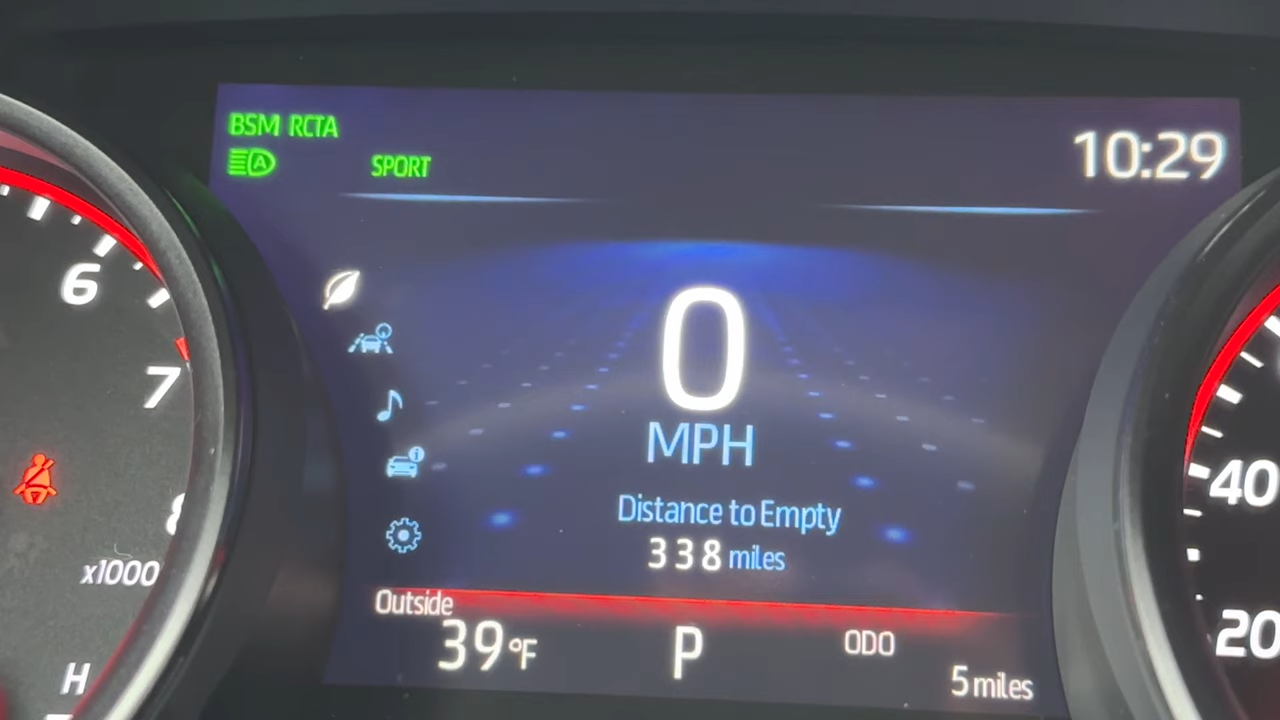 BSM RCTA
A
SPORT
10:29
6
7
8
x1000
H
0
MPH
Distance to Empty
338 miles
Outside
39°F
P
ODO
5 miles
40
20